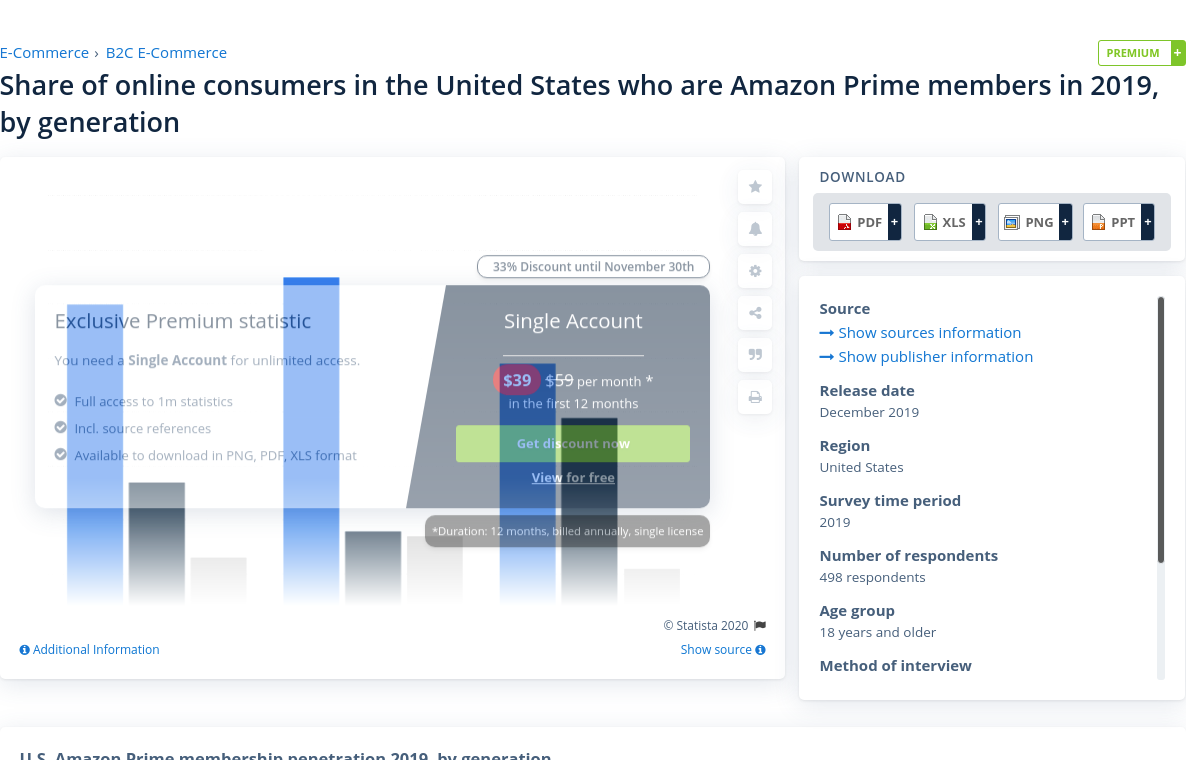 E-Commerce › B2C E-Commerce
PREMIUM +
Share of online consumers in the United States who are Amazon Prime members in 2019,
by generation
33% Discount until November 30th
Exclusive Premium statistic
You need a Single Account for unlimited access.
Full access to 1m statistics
Incl. source references
Available to download in PNG, PDF, XLS format
Single Account
$39 $59 per month *
in the first 12 months
Get discount now
View for free
*Duration: 12 months, billed annually, single license
© Statista 2020
Additional Information
Show source
DOWNLOAD
PDF + XLS + PNG + PPT +
Source
Show sources information
Show publisher information
Release date
December 2019
Region
United States
Survey time period
2019
Number of respondents
498 respondents
Age group
18 years and older
Method of interview
U.S. Amazon Prime membership penetration 2019, by generation